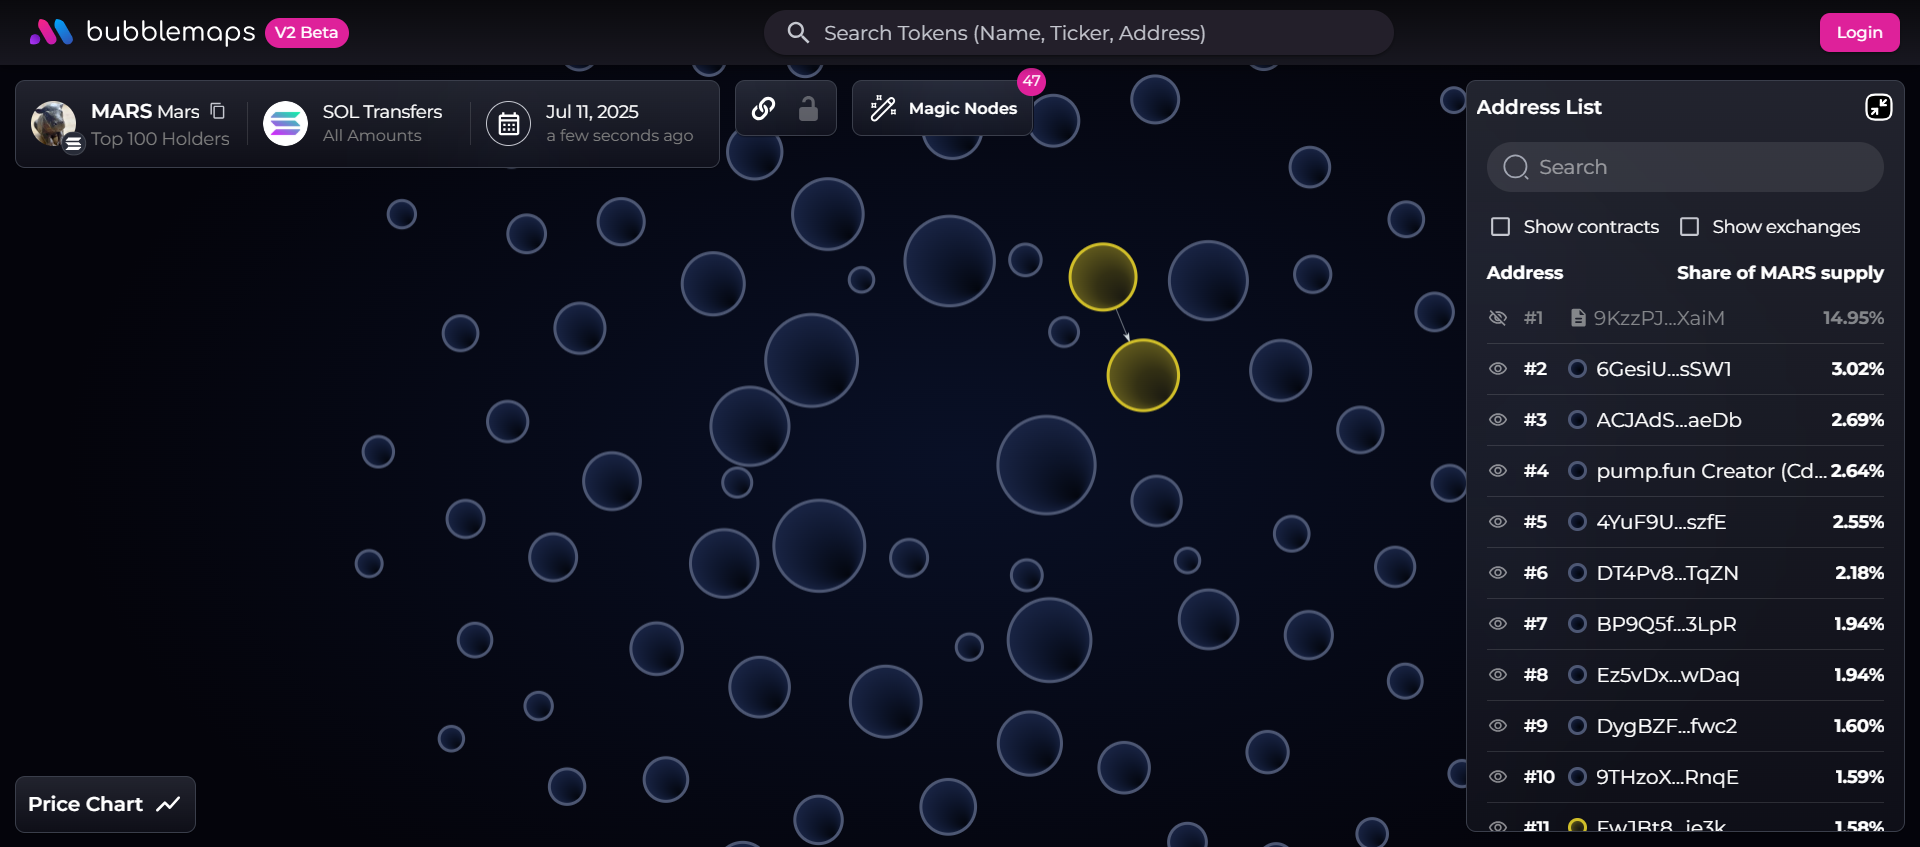 bubblemaps V2 Beta
Search Tokens (Name, Ticker, Address)
Login
MARS Mars
Top 100 Holders
SOL Transfers
All Amounts
Jul 11, 2025
a few seconds ago
Magic Nodes
47
Address List
Search
Show contracts
Show exchanges
Address Share of MARS supply
#1 9KzzPJ...XaiM 14.95%
#2 6GesiU...sSW1 3.02%
#3 ACJAdS...aeDb 2.69%
#4 pump.fun Creator (Cd... 2.64%
#5 4YuF9U...szfE 2.55%
#6 DT4Pv8...TqZN 2.18%
#7 BP9Q5f...3LpR 1.94%
#8 Ez5vDx...wDaq 1.94%
#9 DygBZF...fwc2 1.60%
#10 9THzoX...RnqE 1.59%
#11 1.58%
Price Chart